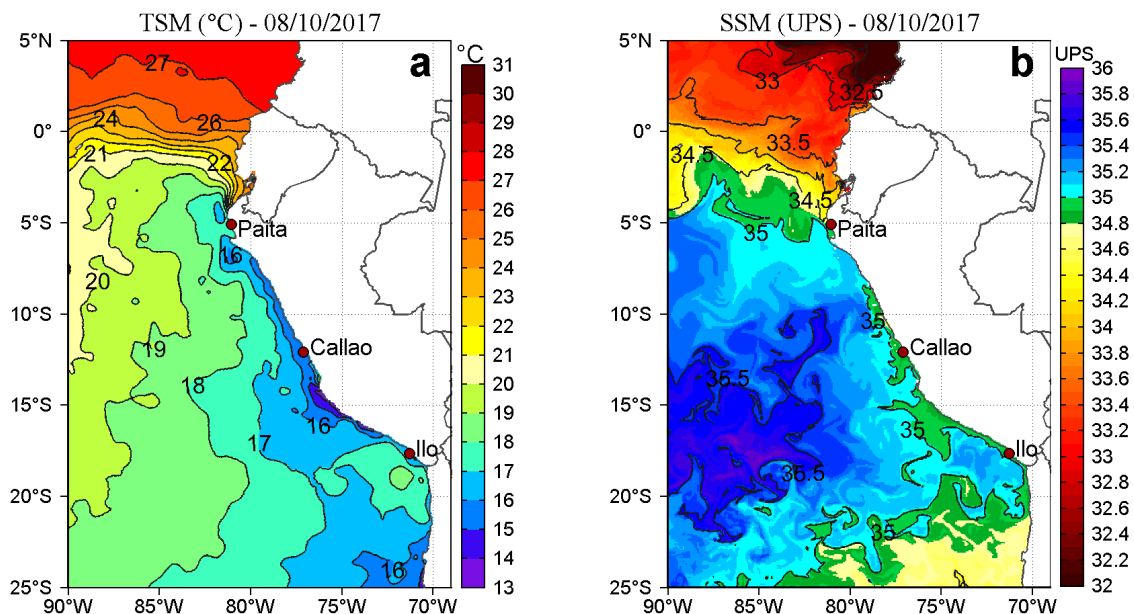 TSM (°C) - 08/10/2017
a
5°N
0°
5°S
10°S
15°S
20°S
25°S
90°W
85°W
80°W
75°W
70°W
27
24
26
21
22
Paita
16
20
19
Callao
18
16
17
Ilo
16
°C
31
30
29
28
27
26
25
24
23
22
21
20
19
18
17
16
15
14
13
SSM (UPS) - 08/10/2017
b
5°N
0°
5°S
10°S
15°S
20°S
25°S
90°W
85°W
80°W
75°W
70°W
33
32.5
33.5
34.5
34.5
Paita
35
35
Callao
35.5
35
Ilo
35.5
35
UPS
36
35.8
35.6
35.4
35.2
35
34.8
34.6
34.4
34.2
34
33.8
33.6
33.4
33.2
33
32.8
32.6
32.4
32.2
32